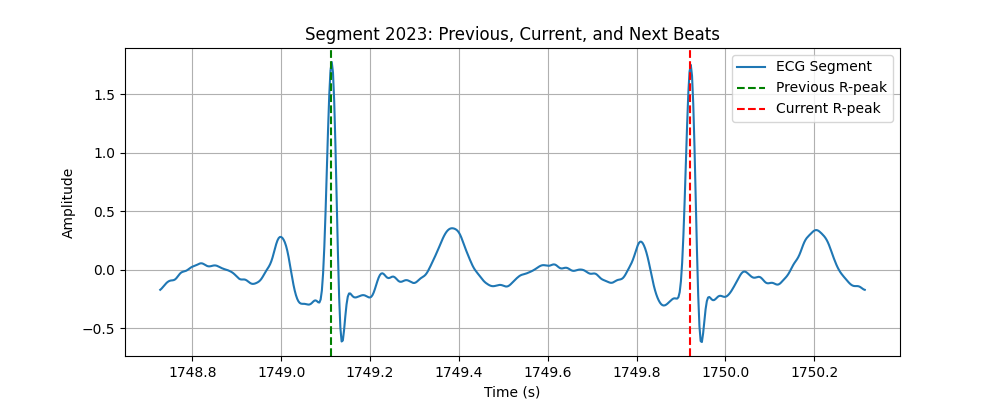 Segment 2023: Previous, Current, and Next Beats
ECG Segment
Previous R-peak
Current R-peak
1.5
1.0
0.5
0.0
−0.5
Amplitude
1748.8 1749.0 1749.2 1749.4 1749.6 1749.8 1750.0 1750.2
Time (s)